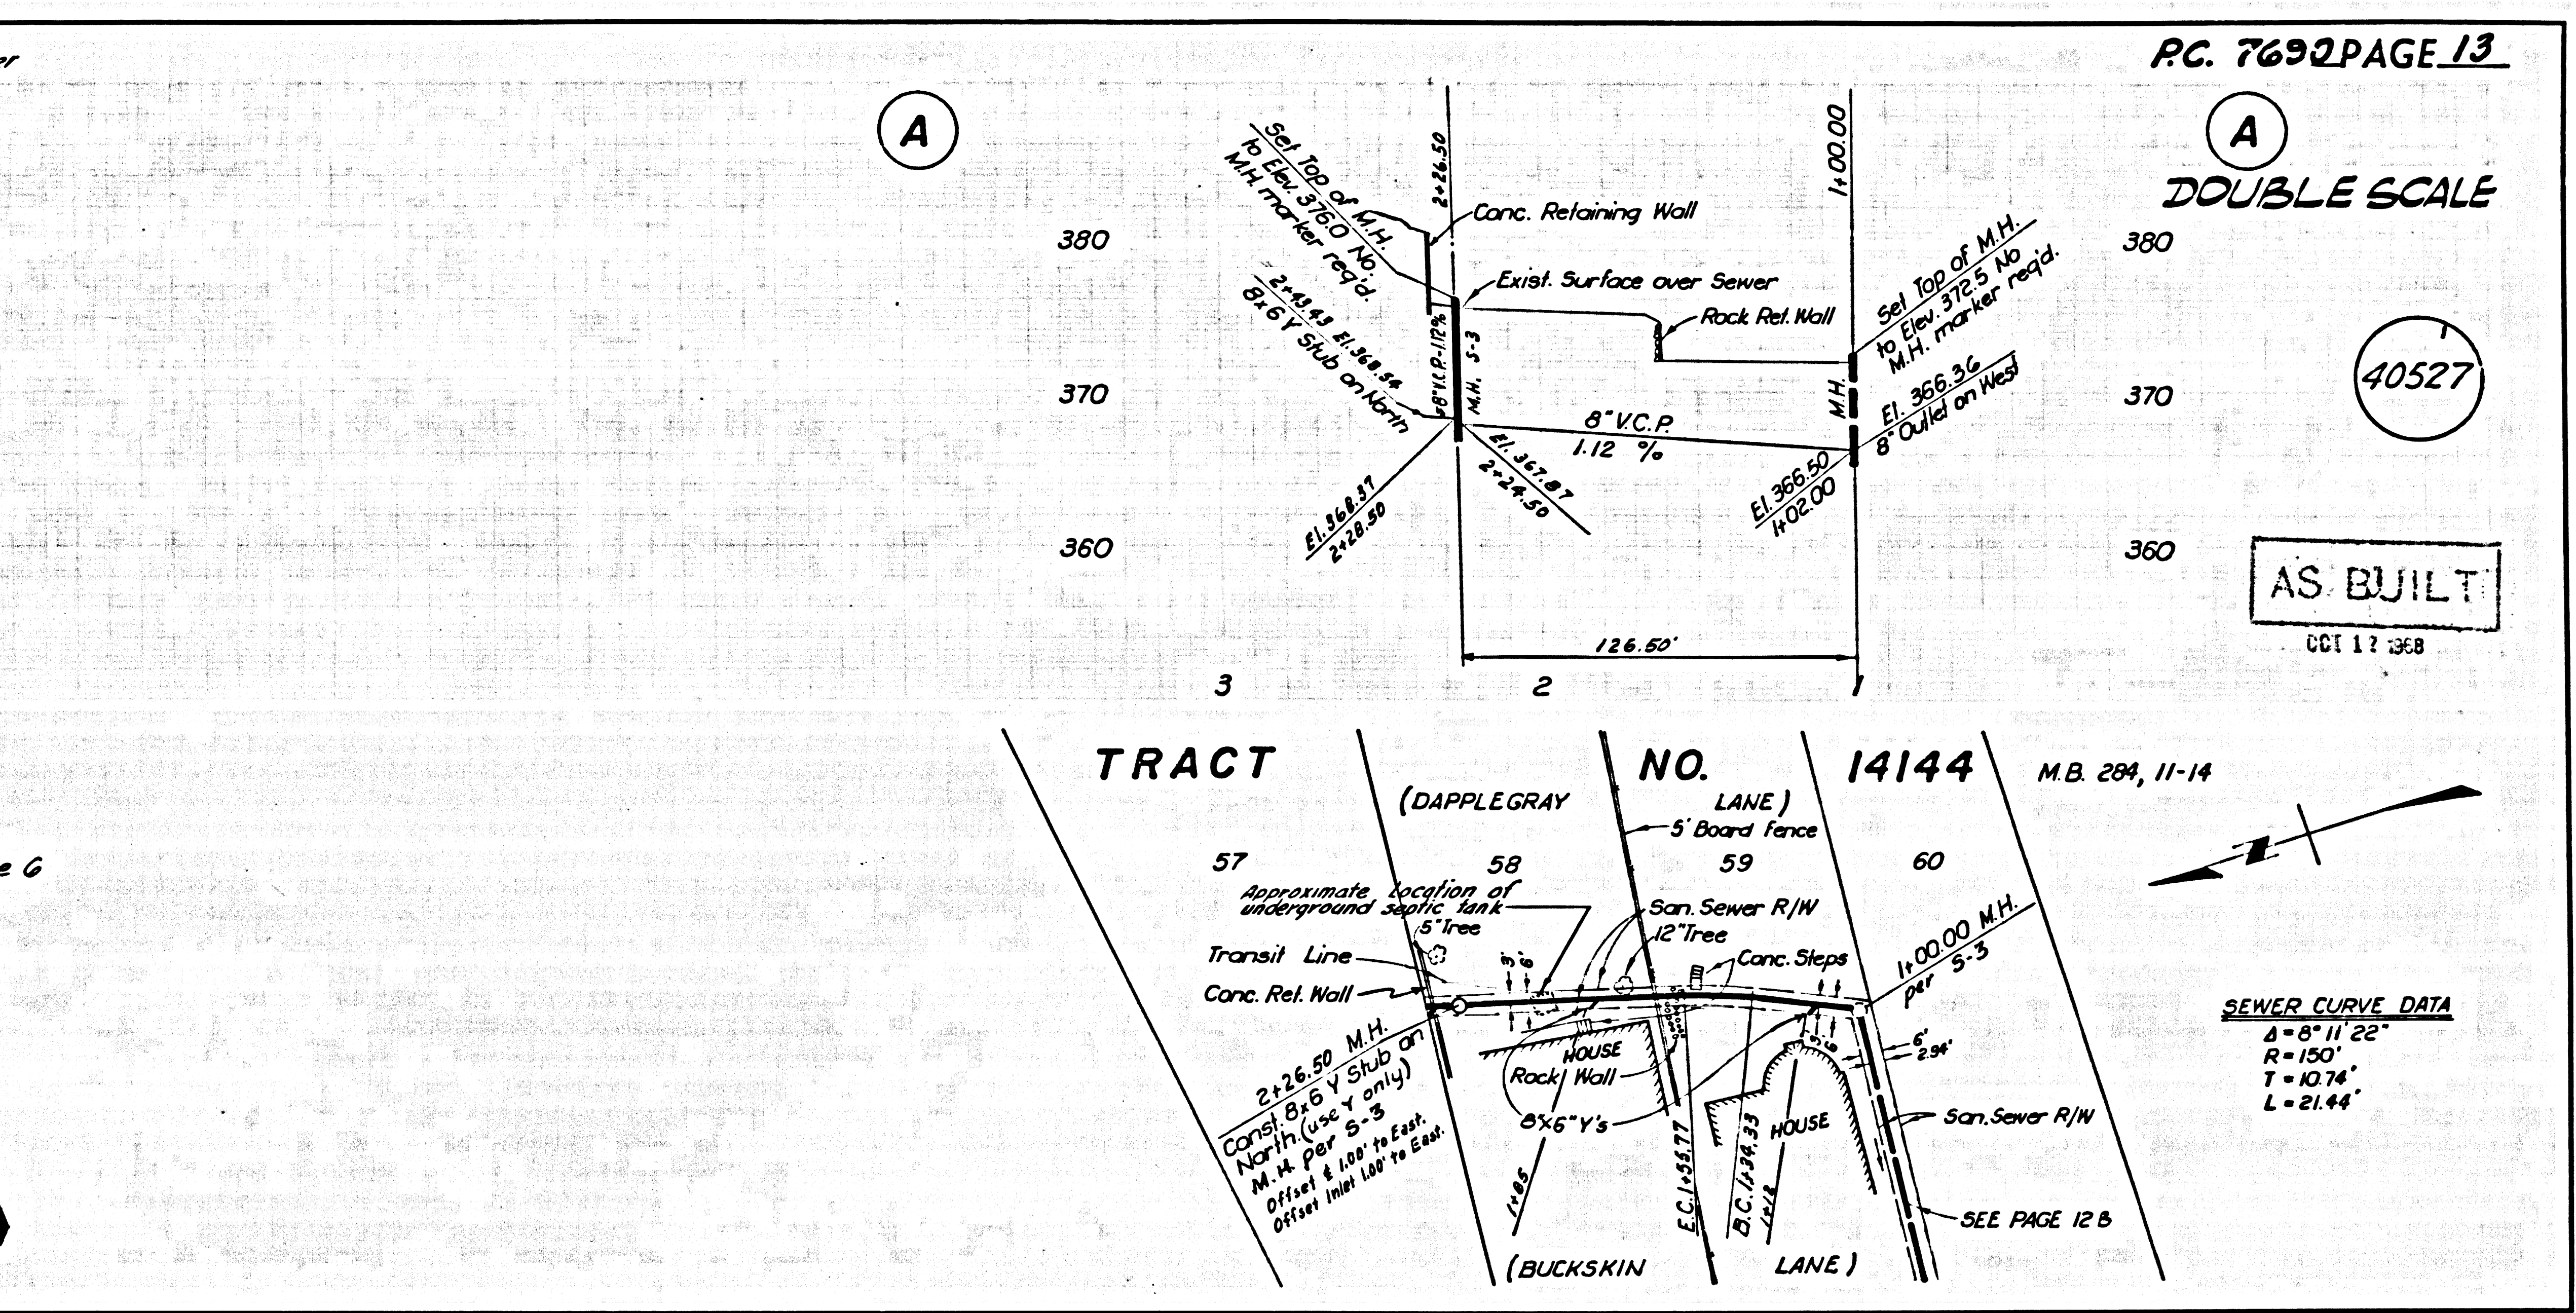 P.C. 7692 PAGE 13
A
A
DOUBLE SCALE
2+26.50
1+00.00
Set Top of M.H.
to Elev. 376.0 No
M.H. marker req'd.
Conc. Retaining Wall
380
380
Set Top of M.H.
to Elev. 372.5 No
M.H. marker req'd.
2+43.43 El. 368.54
8x6 Y Stub on North
Exist. Surface over Sewer
Rock Ret. Wall
8" V.C.P.-1.12%
M.H. S-3
M.H.
El. 366.36
8" Outlet on West
40527
370
370
8" V.C.P.
1.12 %
El. 368.37
2+28.50
El. 367.87
2+24.50
El. 366.50
1+02.00
360
360
AS BUILT
OCT 17 1968
126.50'
3
2
1
TRACT NO. 14144
M.B. 284, 11-14
(DAPPLEGRAY LANE)
5' Board Fence
57
58
59
60
e 6
N
Approximate Location of
underground septic tank
5" Tree
San. Sewer R/W
12" Tree
Transit Line
3'
6'
Conc. Steps
1+00.00 M.H.
per S-3
Conc. Ret. Wall
SEWER CURVE DATA
Δ = 8° 11' 22"
R = 150'
T = 10.74'
L = 21.44'
2+26.50 M.H.
Const. 8x6 Y Stub on
North. (use Y only)
M.H. per S-3
Offset ¢ 1.00' to East.
Offset Inlet 1.00' to East.
HOUSE
3'
6'
6'
2.94'
Rock Wall
8"x6" Y's
HOUSE
San. Sewer R/W
1+85
E.C. 1+55.77
B.C. 1+34.33
1+18
SEE PAGE 12 B
(BUCKSKIN LANE)